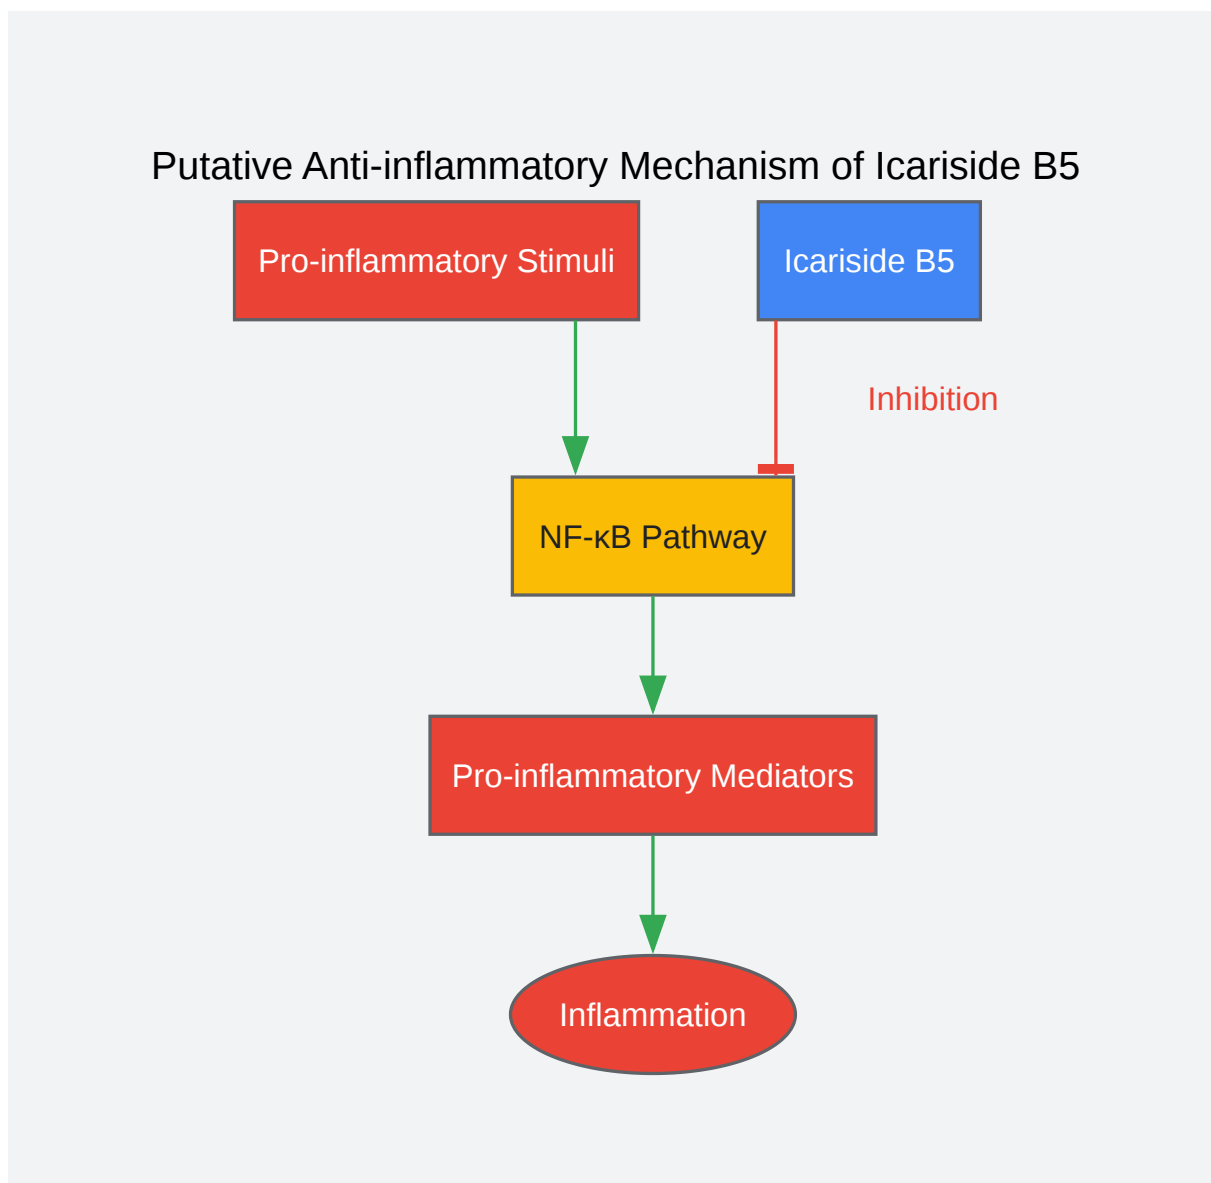 Putative Anti-inflammatory Mechanism of Icariside B5
Pro-inflammatory Stimuli
Icariside B5
Inhibition
NF-κB Pathway
Pro-inflammatory Mediators
Inflammation